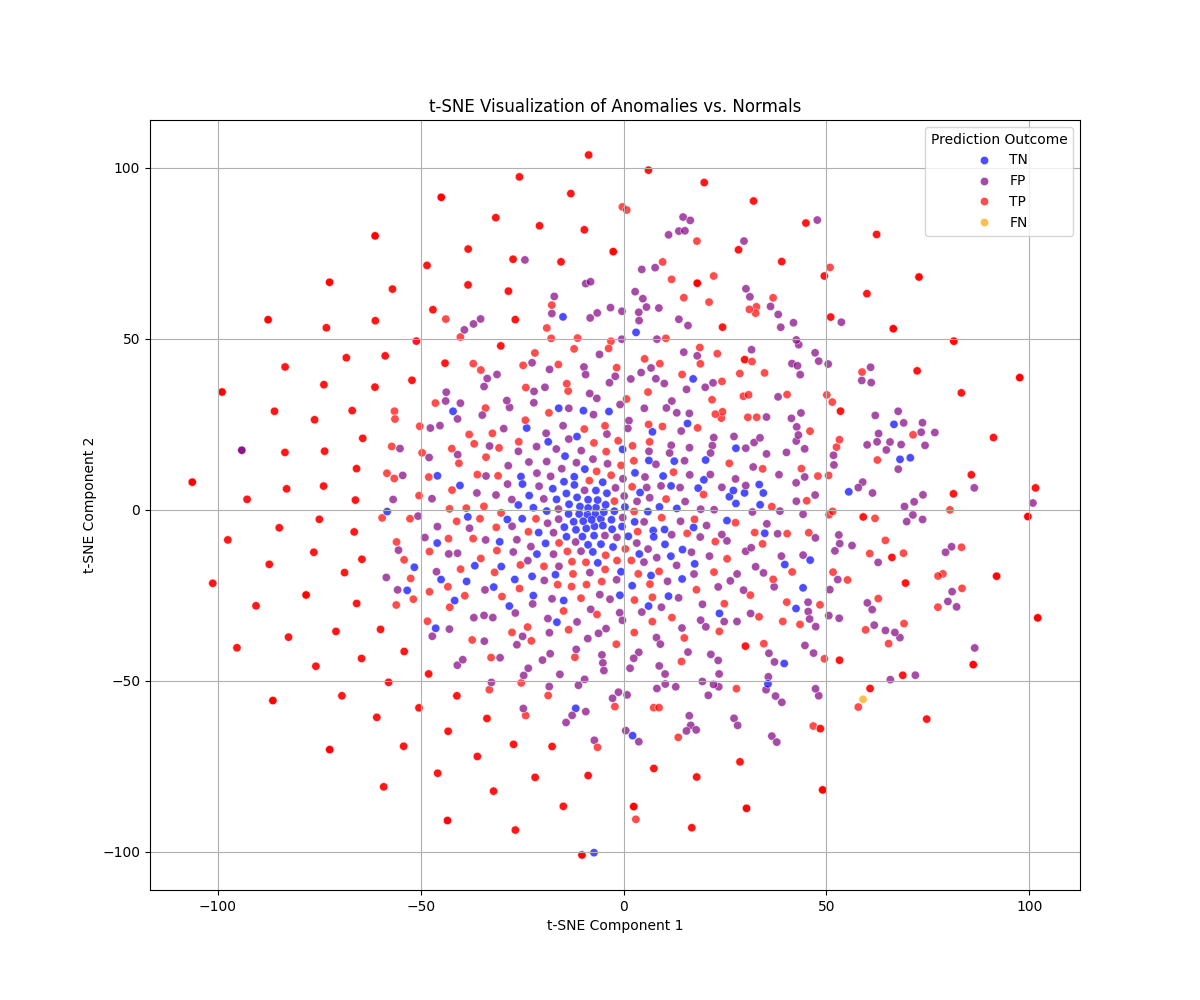 t-SNE Visualization of Anomalies vs. Normals
Prediction Outcome
TN
FP
TP
FN
100
50
0
−50
−100
t-SNE Component 2
−100
−50
0
50
100
t-SNE Component 1